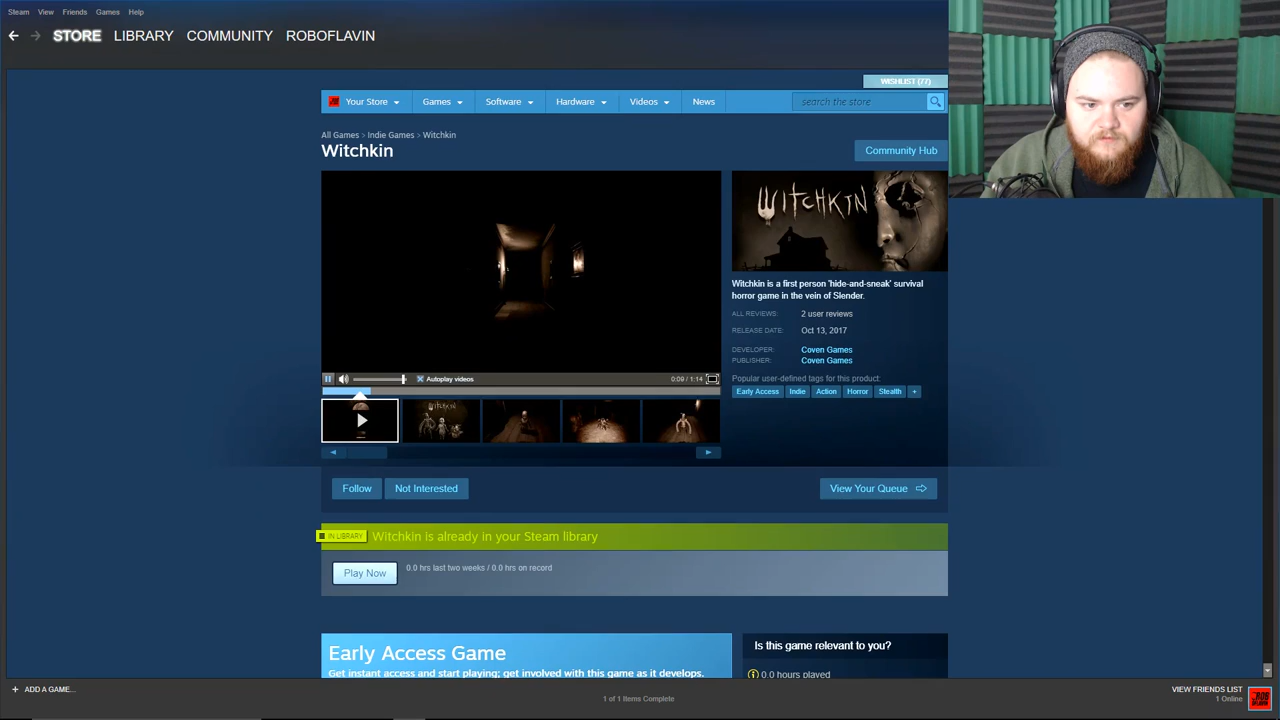 Steam View Friends Games Help
STORE LIBRARY COMMUNITY ROBOFLAVIN
WISHLIST (77)
Your Store Games Software Hardware Videos News search the store
All Games > Indie Games > Witchkin
Witchkin
Community Hub
WITCHKIN
Witchkin is a first person 'hide-and-sneak' survival
horror game in the vein of Slender.
ALL REVIEWS: 2 user reviews
RELEASE DATE: Oct 13, 2017
DEVELOPER: Coven Games
PUBLISHER: Coven Games
Popular user-defined tags for this product:
Early Access Indie Action Horror Stealth +
Autoplay videos 0:09 / 1:14
Follow Not Interested View Your Queue
IN LIBRARY Witchkin is already in your Steam library
Play Now 0.0 hrs last two weeks / 0.0 hrs on record
Early Access Game
Get instant access and start playing; get involved with this game as it develops.
Is this game relevant to you?
0.0 hours played
+ ADD A GAME...
1 of 1 Items Complete
VIEW FRIENDS LIST
1 Online